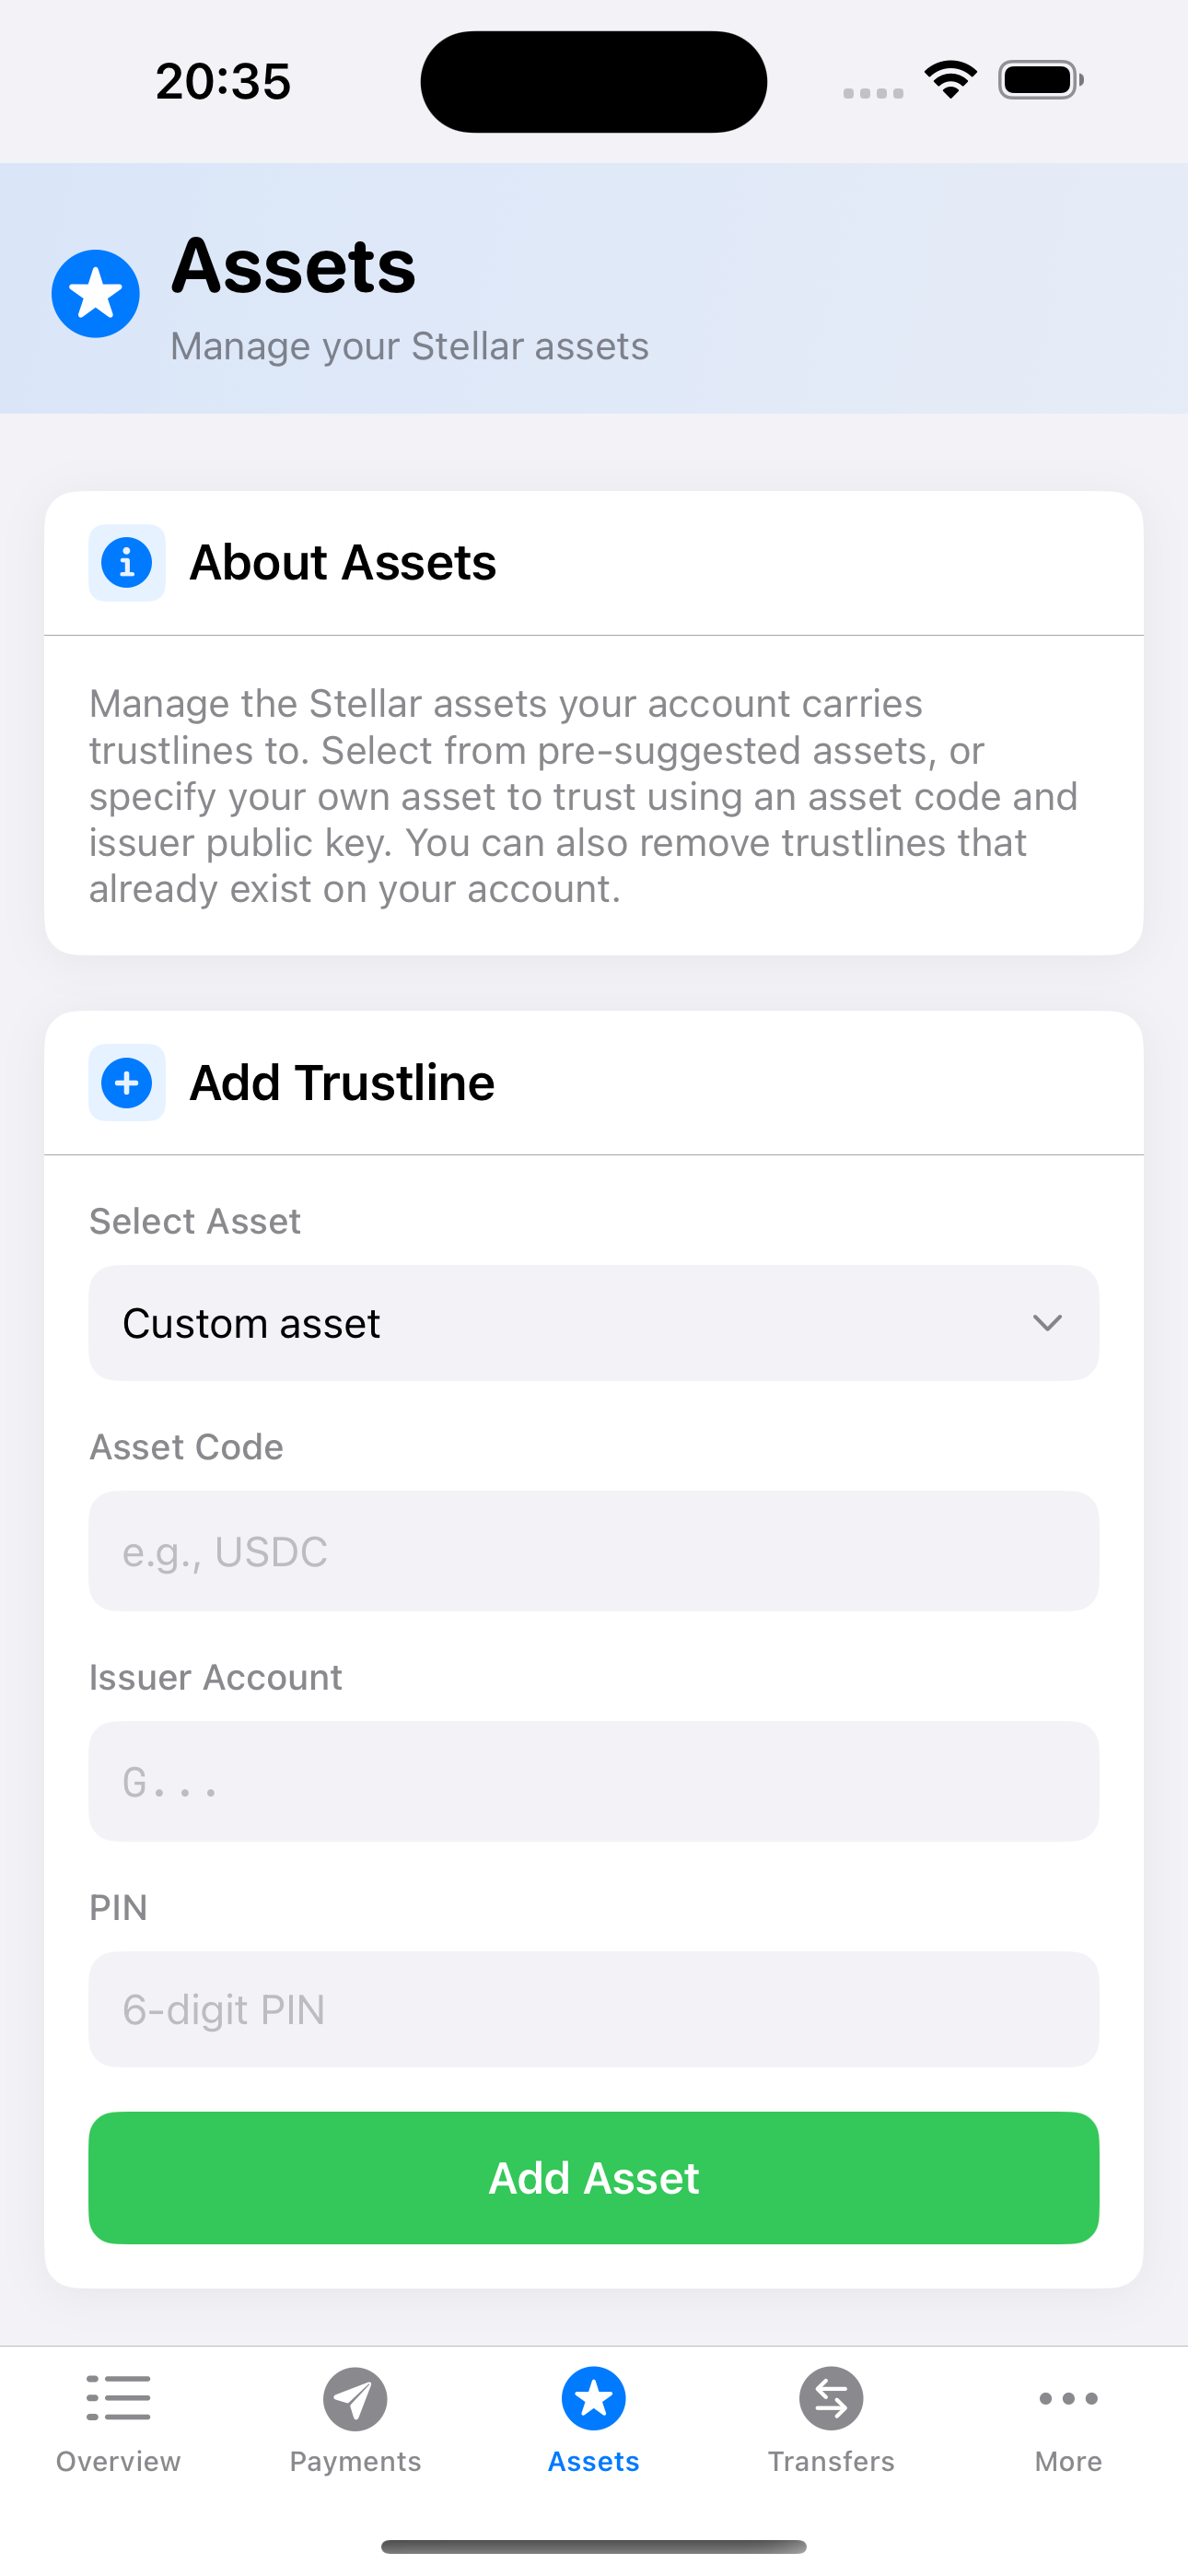 20:35
Assets
Manage your Stellar assets
About Assets
Manage the Stellar assets your account carries
trustlines to. Select from pre-suggested assets, or
specify your own asset to trust using an asset code and
issuer public key. You can also remove trustlines that
already exist on your account.
Add Trustline
Select Asset
Custom asset
Asset Code
e.g., USDC
Issuer Account
G...
PIN
6-digit PIN
Add Asset
Overview
Payments
Assets
Transfers
More